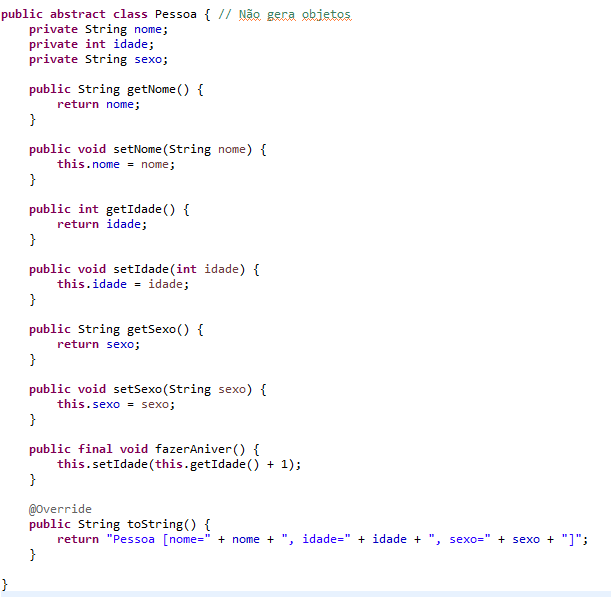 public abstract class Pessoa { // Não gera objetos
    private String nome;
    private int idade;
    private String sexo;

    public String getNome() {
        return nome;
    }

    public void setNome(String nome) {
        this.nome = nome;
    }

    public int getIdade() {
        return idade;
    }

    public void setIdade(int idade) {
        this.idade = idade;
    }

    public String getSexo() {
        return sexo;
    }

    public void setSexo(String sexo) {
        this.sexo = sexo;
    }

    public final void fazerAniver() {
        this.setIdade(this.getIdade() + 1);
    }

    @Override
    public String toString() {
        return "Pessoa [nome=" + nome + ", idade=" + idade + ", sexo=" + sexo + "]";
    }

}